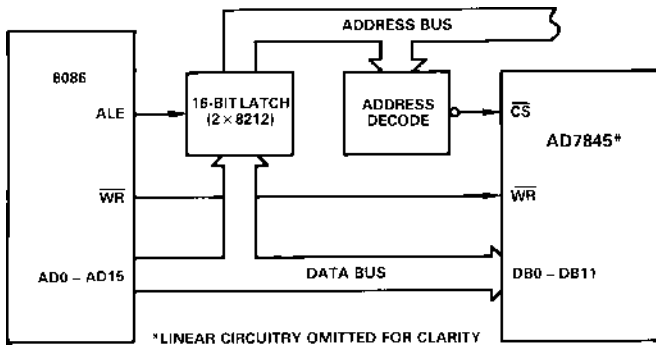 ADDRESS BUS
8086
ALE
16-BIT LATCH
(2 × 8212)
ADDRESS
DECODE
CS
AD7845*
WR
WR
AD0 – AD15
DATA BUS
DB0 – DB11
*LINEAR CIRCUITRY OMITTED FOR CLARITY